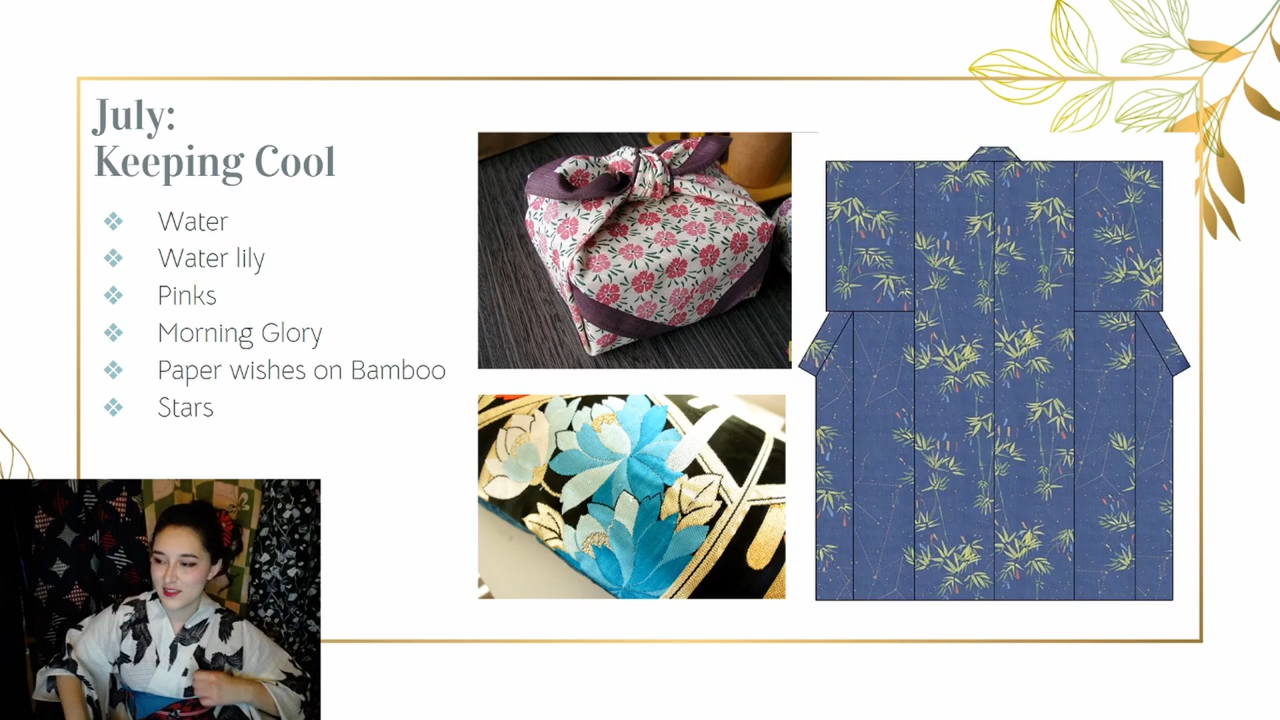 July:
Keeping Cool
Water
Water lily
Pinks
Morning Glory
Paper wishes on Bamboo
Stars